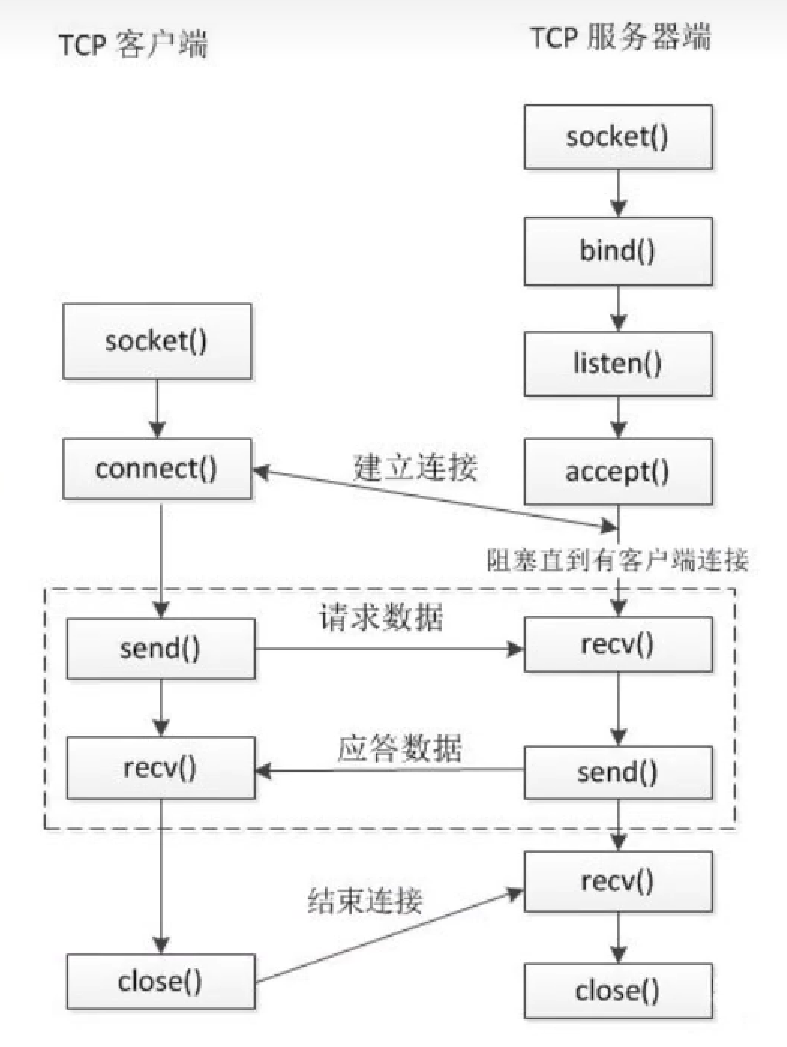 TCP 客户端
TCP 服务器端
socket()
bind()
socket()
listen()
connect()
建立连接
accept()
阻塞直到有客户端连接
send()
请求数据
recv()
recv()
应答数据
send()
recv()
结束连接
close()
close()